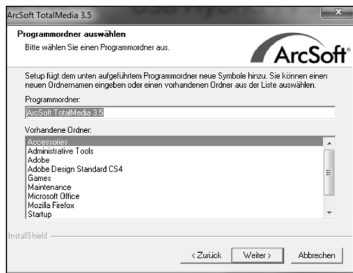 ArcSoft TotalMedia 3.5
Programmordner auswählen
Bitte wählen Sie einen Programmordner aus.
ArcSoft
Setup fügt dem unten aufgeführtem Programmordner neue Symbole hinzu. Sie können einen
neuen Ordnernamen eingeben oder einen vorhandenen Ordner aus der Liste auswählen.
Programmordner:
ArcSoft TotalMedia 3.5
Vorhandene Ordner:
Accessories
Administrative Tools
Adobe
Adobe Design Standard CS4
Games
Maintenance
Microsoft Office
Mozilla Firefox
Startup
InstallShield
< Zurück
Weiter >
Abbrechen